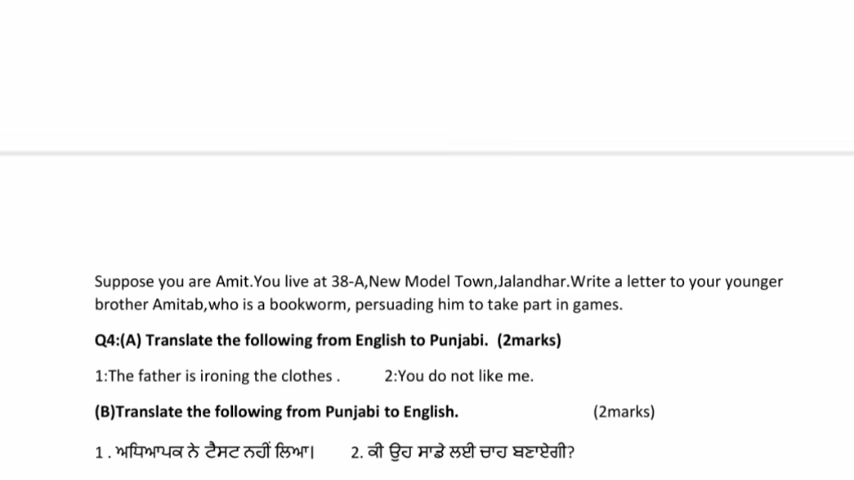 Suppose you are Amit.You live at 38-A,New Model Town,Jalandhar.Write a letter to your younger
brother Amitab,who is a bookworm, persuading him to take part in games.
Q4:(A) Translate the following from English to Punjabi. (2marks)
1:The father is ironing the clothes . 2:You do not like me.
(B)Translate the following from Punjabi to English. (2marks)
1 . ਅਧਿਆਪਕ ਨੇ ਟੈਸਟ ਨਹੀਂ ਲਿਆ। 2. ਕੀ ਉਹ ਸਾਡੇ ਲਈ ਚਾਹ ਬਣਾਏਗੀ?